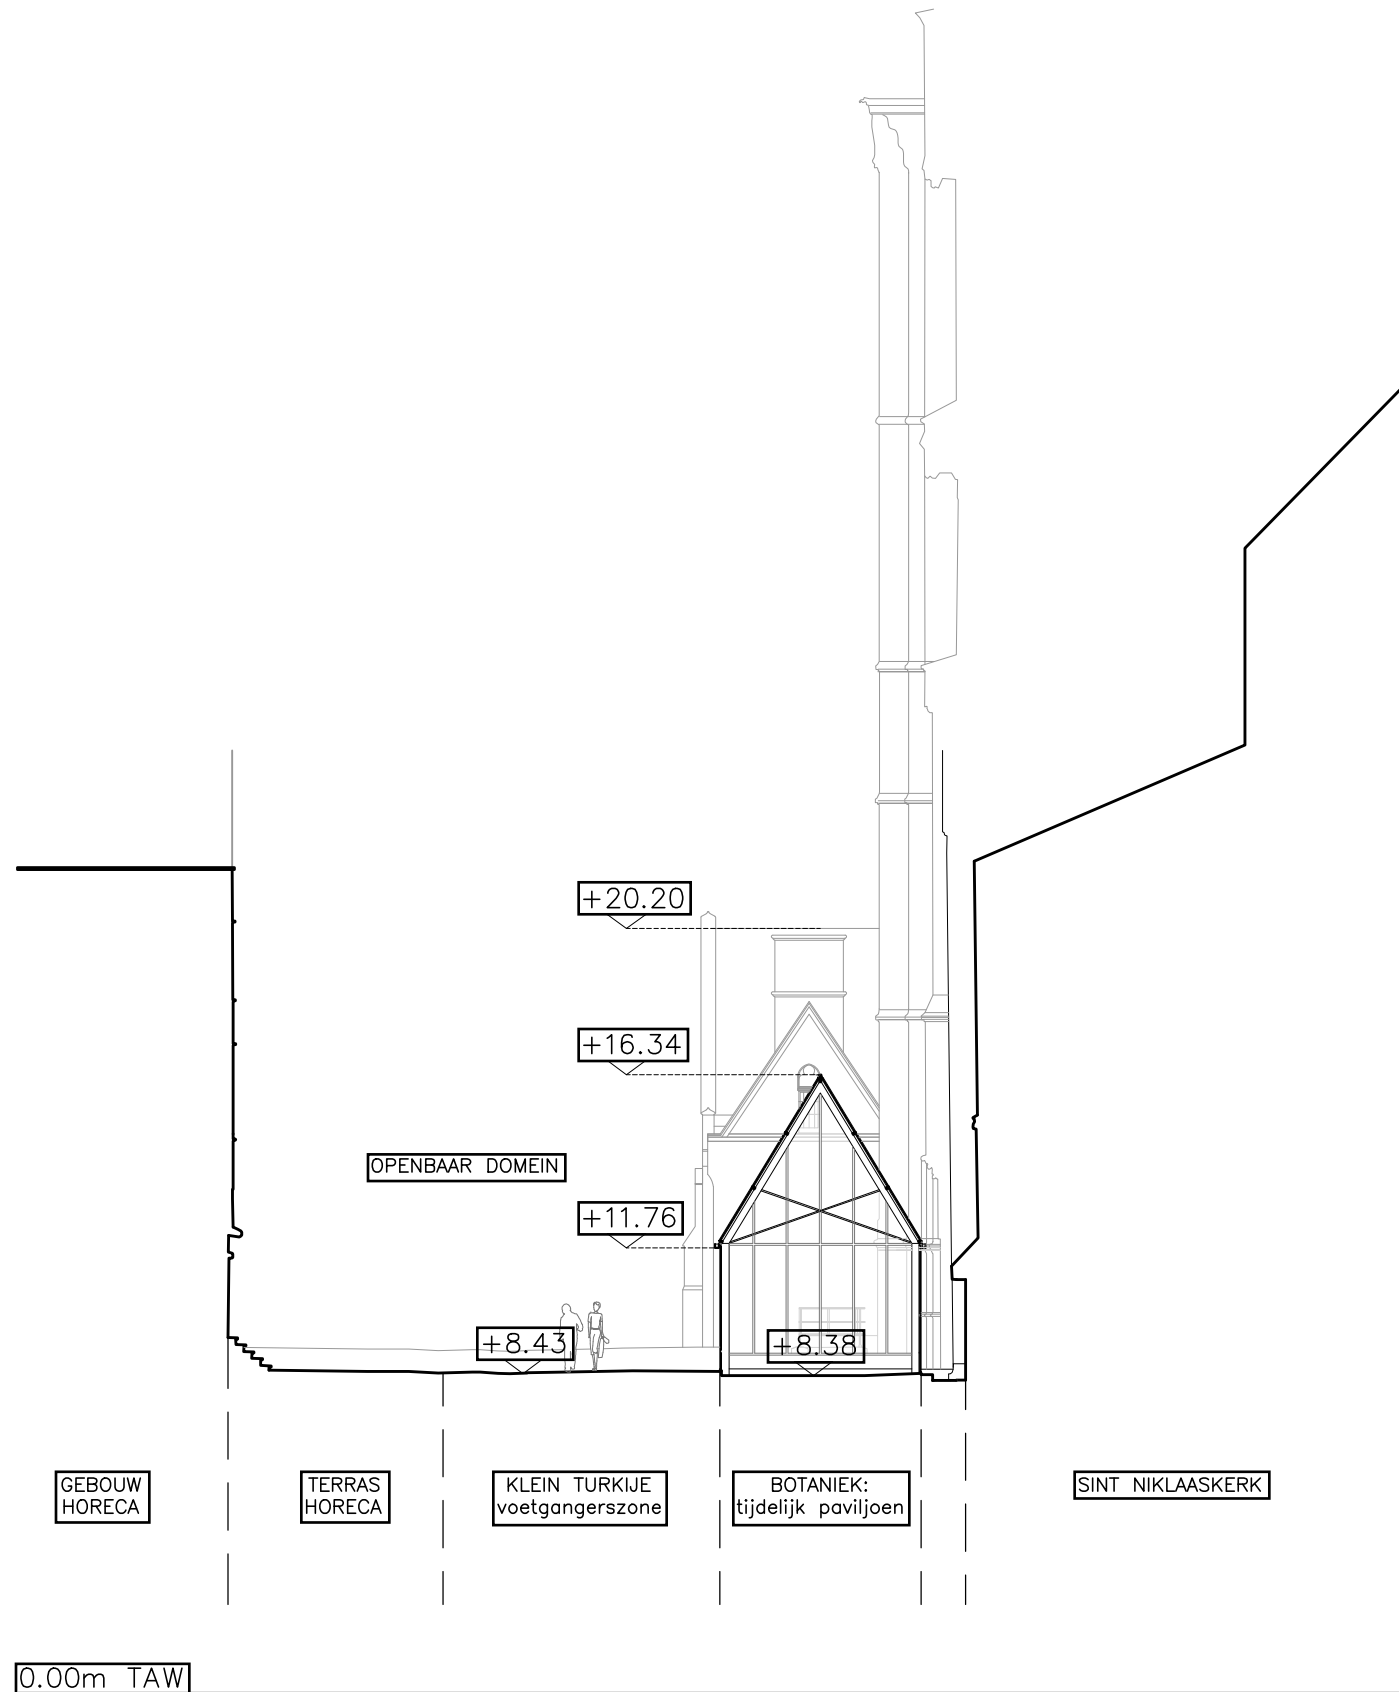 +20.20
+16.34
OPENBAAR DOMEIN
+11.76
+8.43
+8.38
GEBOUW
HORECA
TERRAS
HORECA
KLEIN TURKIJE
voetgangerszone
BOTANIEK:
tijdelijk paviljoen
SINT NIKLAASKERK
0.00m TAW